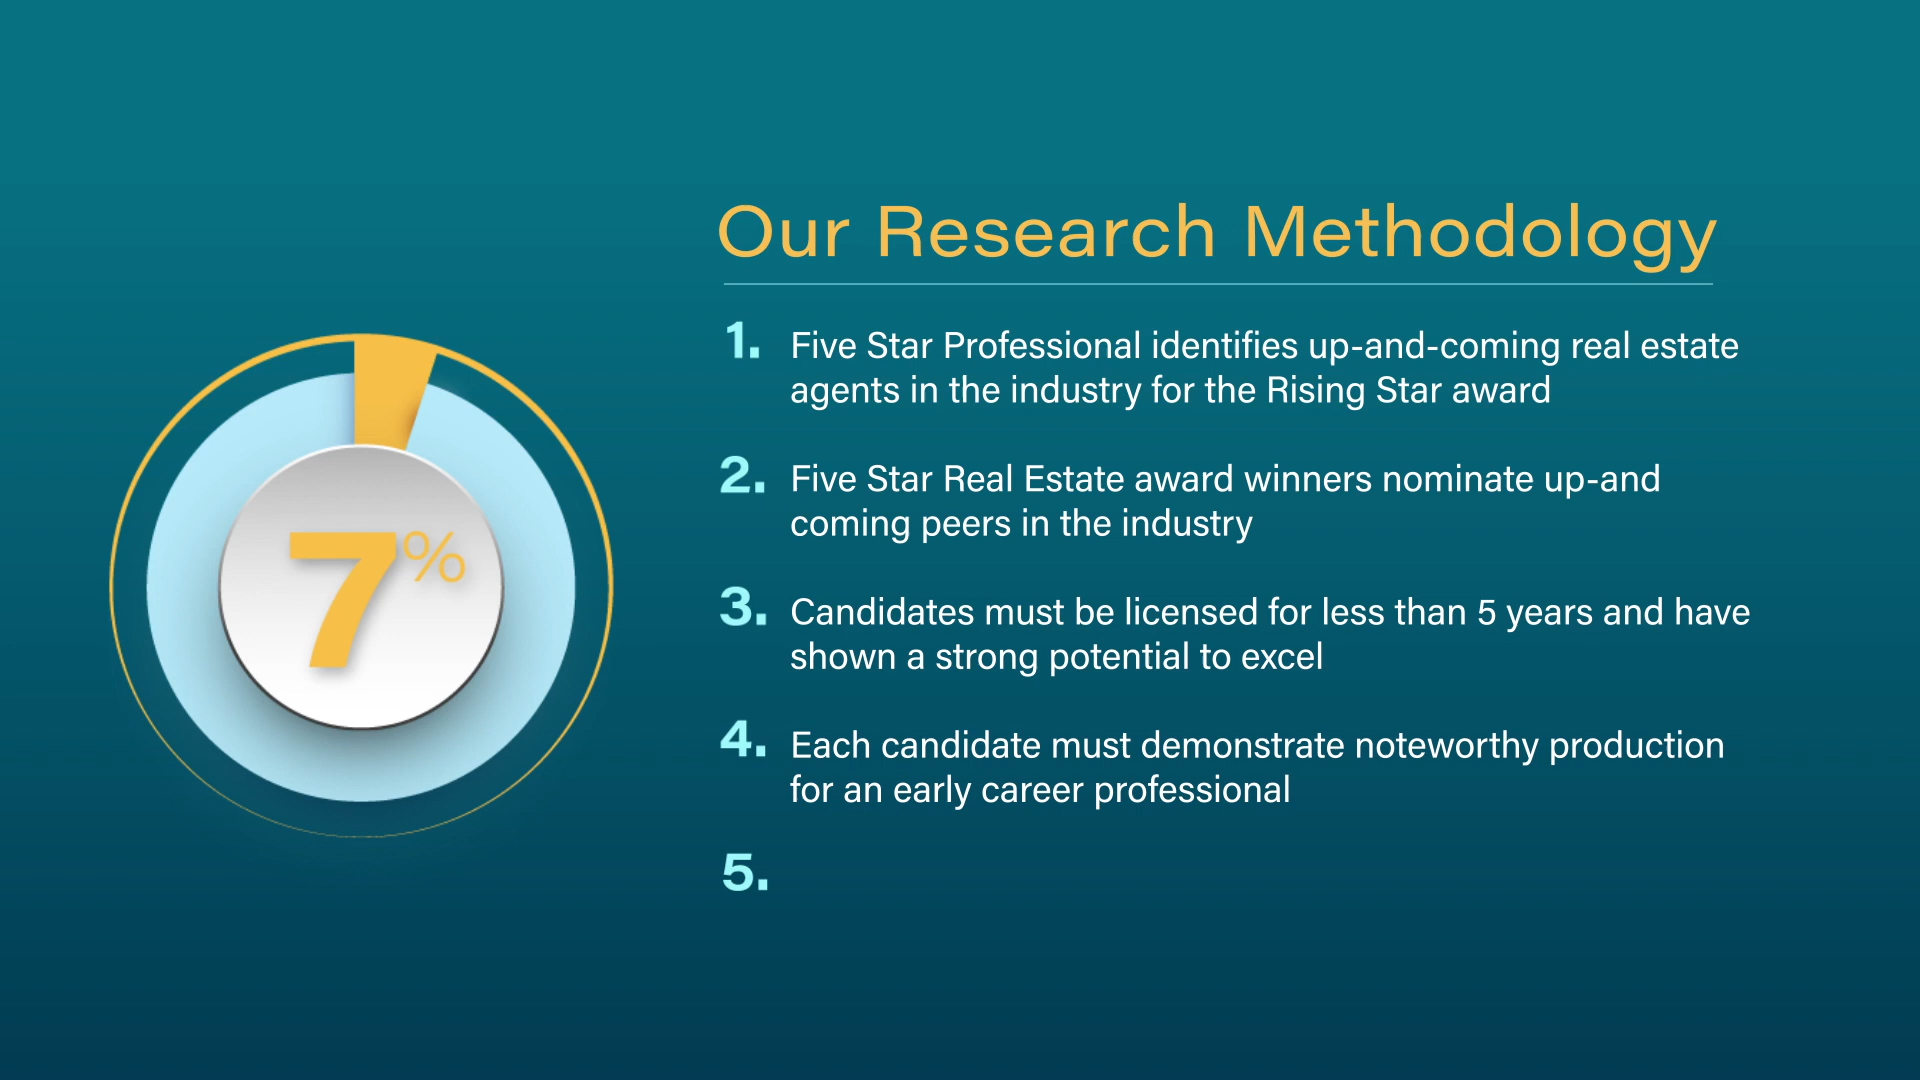 Our Research Methodology
1. Five Star Professional identifies up-and-coming real estate
agents in the industry for the Rising Star award
2. Five Star Real Estate award winners nominate up-and
coming peers in the industry
3. Candidates must be licensed for less than 5 years and have
shown a strong potential to excel
4. Each candidate must demonstrate noteworthy production
for an early career professional
5.
7%